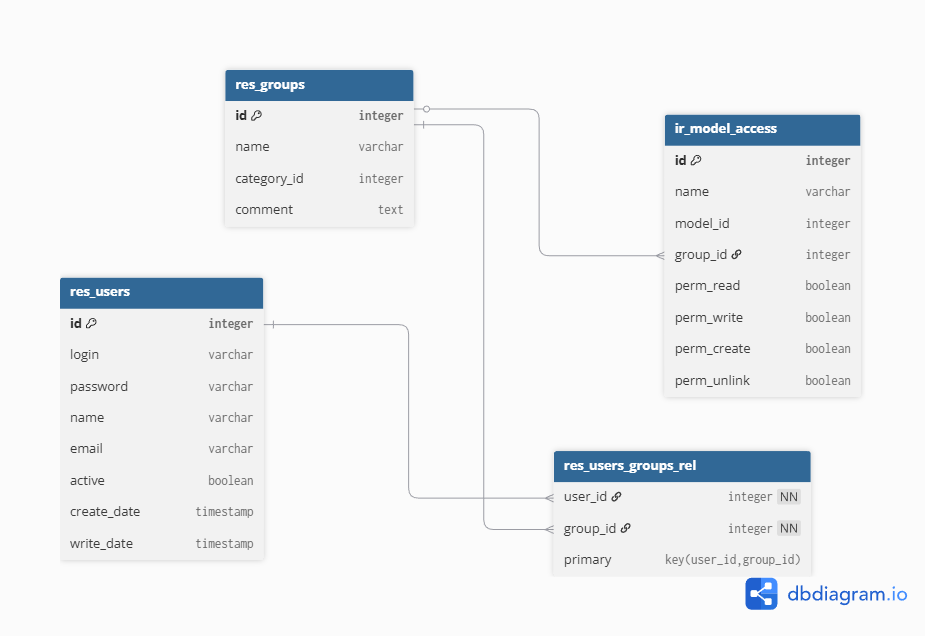 res_groups
id integer
name varchar
category_id integer
comment text
ir_model_access
id integer
name varchar
model_id integer
group_id integer
perm_read boolean
perm_write boolean
perm_create boolean
perm_unlink boolean
res_users
id integer
login varchar
password varchar
name varchar
email varchar
active boolean
create_date timestamp
write_date timestamp
res_users_groups_rel
user_id integer NN
group_id integer NN
primary key(user_id,group_id)
dbdiagram.io